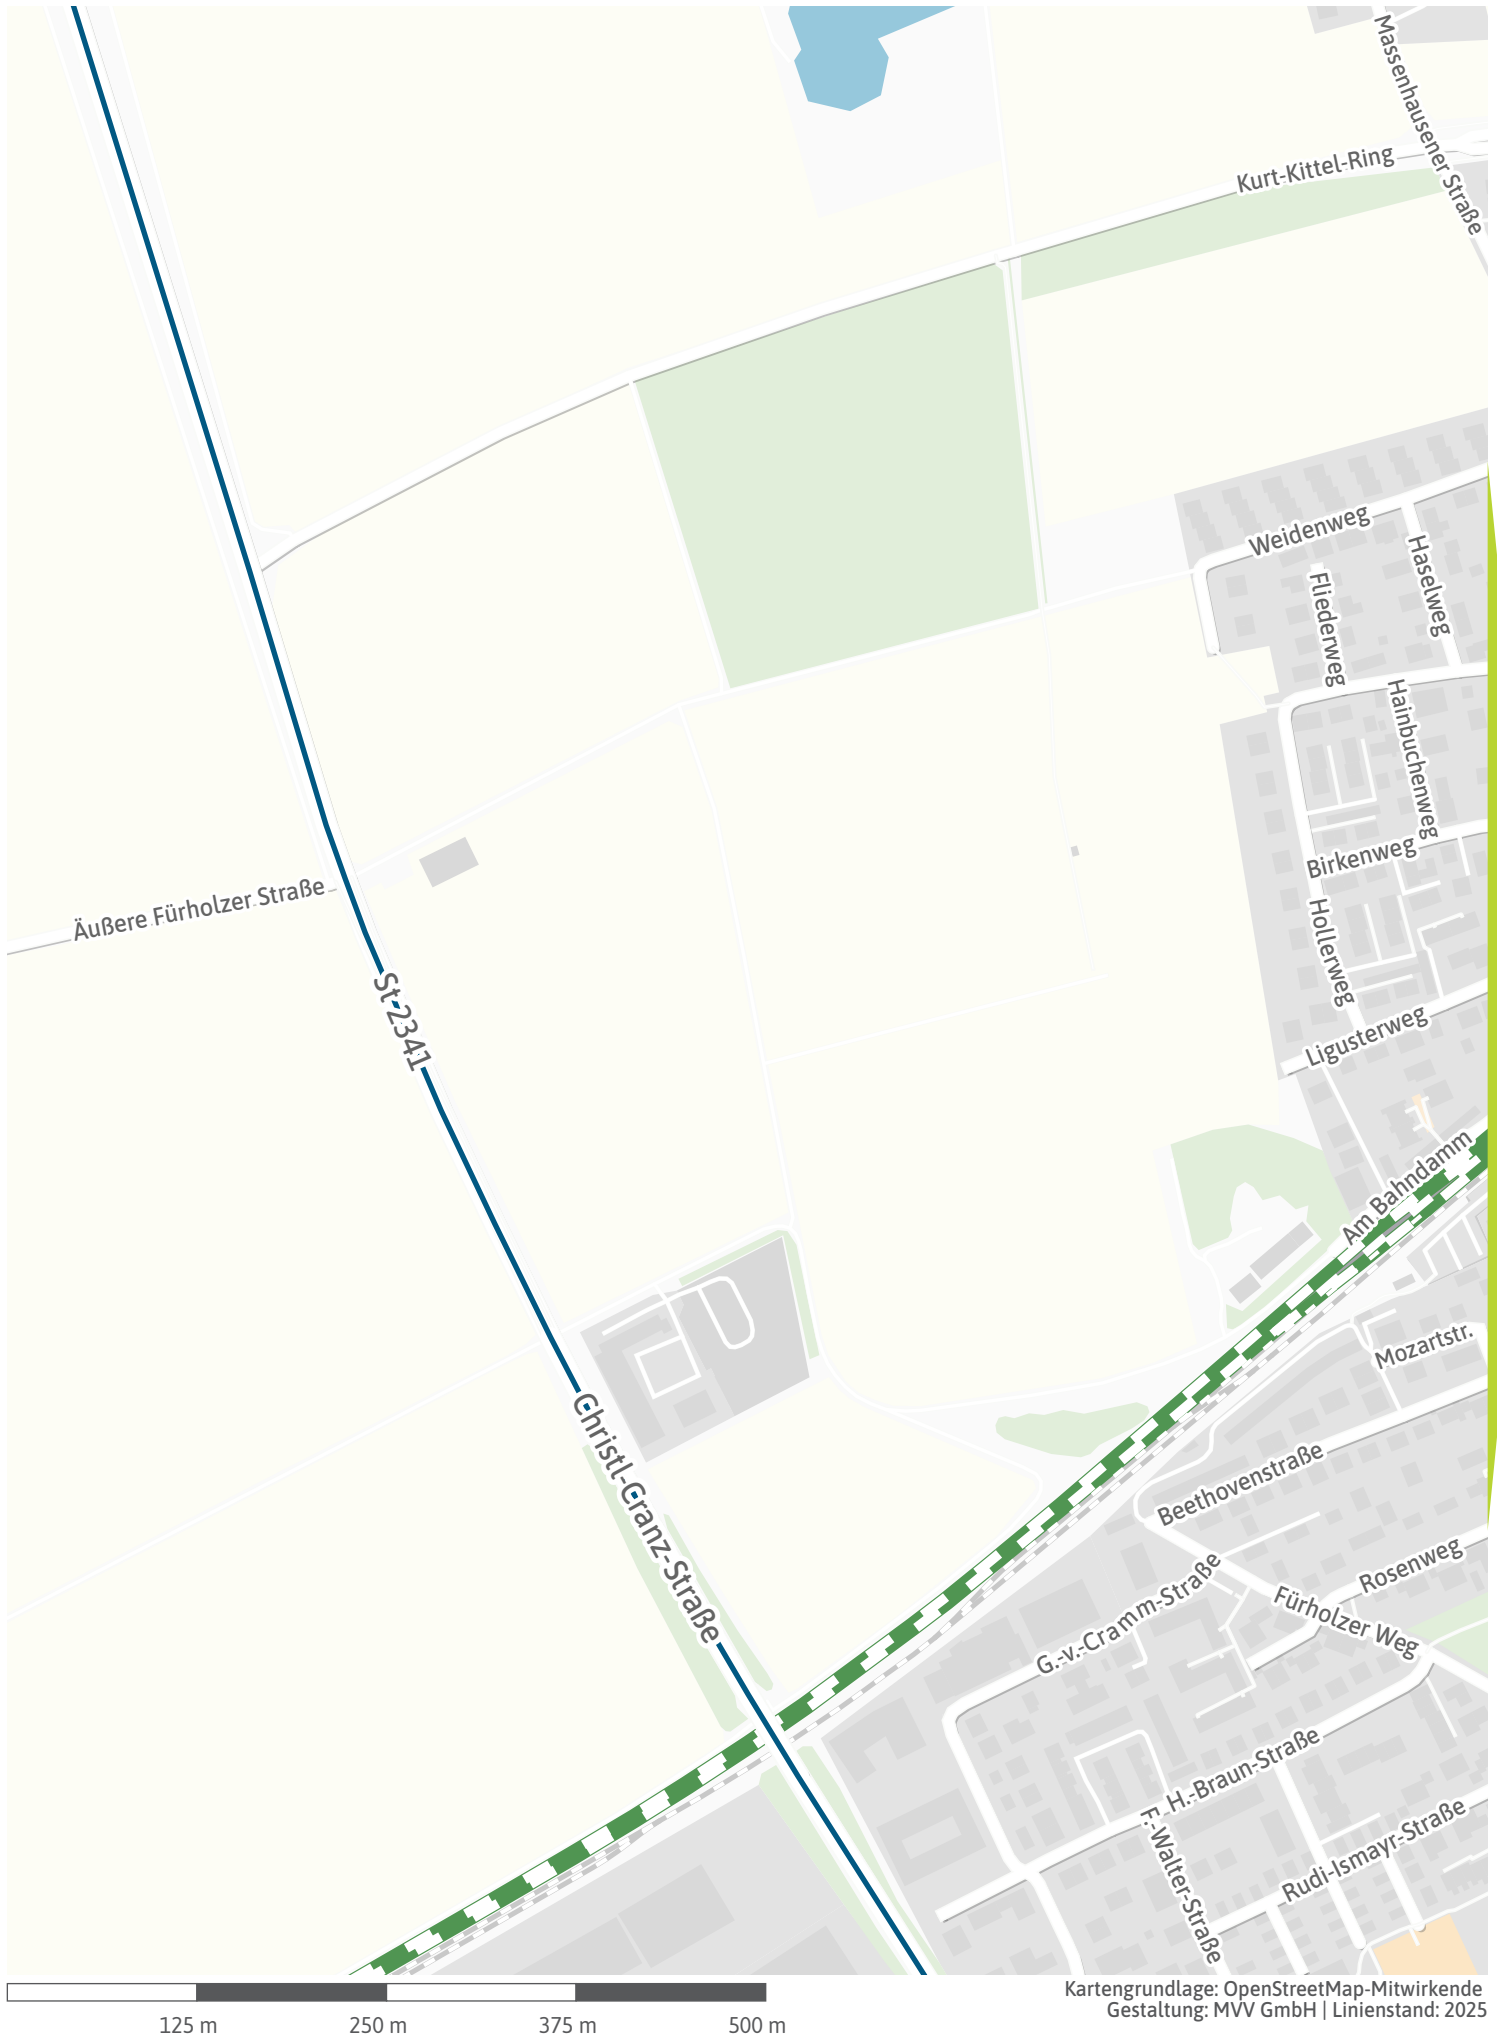 Massenhausener Straße
Kurt-Kittel-Ring
Weidenweg
Haselweg
Fliederweg
Hainbuchenweg
Birkenweg
Äußere Fürholzer Straße
Hollerweg
St 2341
Ligusterweg
Am Bahndamm
Mozartstr.
Christl-Cranz-Straße
Beethovenstraße
Rosenweg
G.-v.-Cramm-Straße
Fürholzer Weg
H.-Braun-Straße
F.-Walter-Straße
Rudi-Ismayr-Straße
Kartengrundlage: OpenStreetMap-Mitwirkende
Gestaltung: MVV GmbH | Linienstand: 2025
125 m
250 m
375 m
500 m